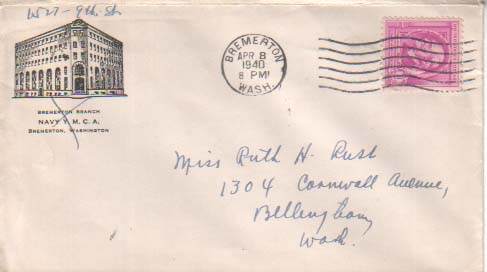 W27-9th.St
BREMERTON BRANCH
NAVY Y. M. C. A.
BREMERTON, WASHINGTON
BREMERTON
APR 8
1940
8 PM
WASH.
Miss Ruth H. Rust
1304 Cornwall Avenue,
Bellingham,
Wash.